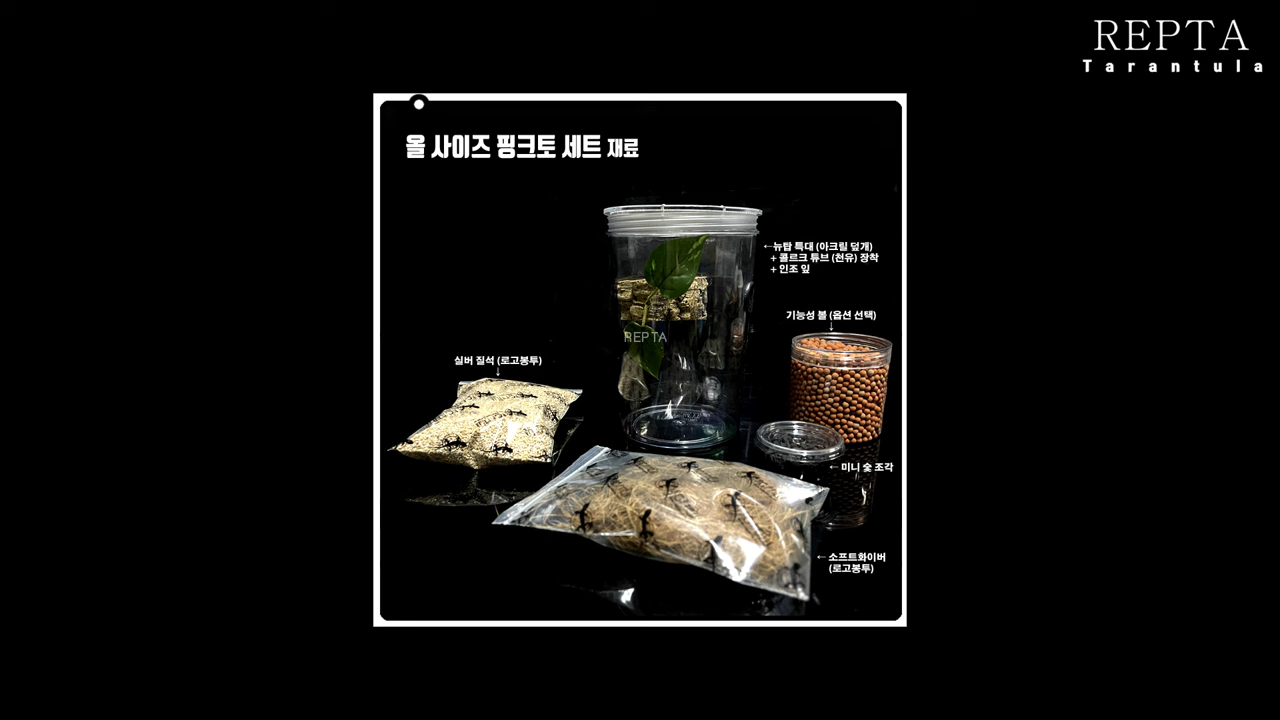 REPTA
Tarantula
올 사이즈 핑크토 세트 재료
←뉴탑 특대 (아크릴 덮개)
+ 콜르크 튜브 (천유) 장착
+ 인조 잎
기능성 볼 (옵션 선택)
↓
REPTA
실버 질석 (로고봉투)
↓
← 미니 숯 조각
← 소프트화이버
(로고봉투)